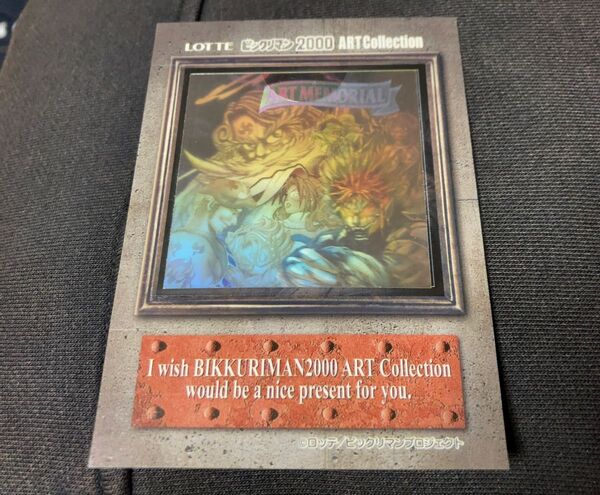 LOTTE ビックリマン 2000 ART Collection
ART MEMORIAL
I wish BIKKURIMAN2000 ART Collection
would be a nice present for you.
©ロッテ/ビックリマンプロジェクト